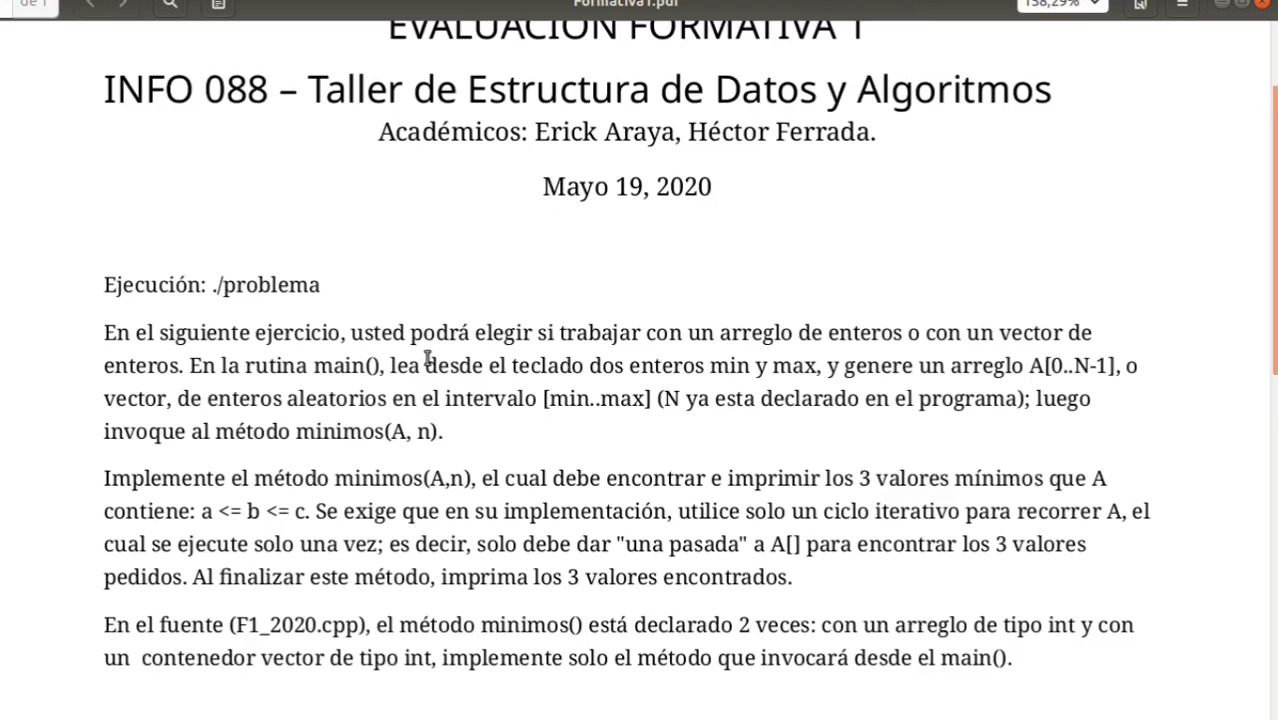 de 1
Formativa1.pdf
158,29%
EVALUACIÓN FORMATIVA 1
INFO 088 – Taller de Estructura de Datos y Algoritmos
Académicos: Erick Araya, Héctor Ferrada.
Mayo 19, 2020
Ejecución: ./problema
En el siguiente ejercicio, usted podrá elegir si trabajar con un arreglo de enteros o con un vector de
enteros. En la rutina main(), lea desde el teclado dos enteros min y max, y genere un arreglo A[0..N-1], o
vector, de enteros aleatorios en el intervalo [min..max] (N ya esta declarado en el programa); luego
invoque al método minimos(A, n).
Implemente el método minimos(A,n), el cual debe encontrar e imprimir los 3 valores mínimos que A
contiene: a <= b <= c. Se exige que en su implementación, utilice solo un ciclo iterativo para recorrer A, el
cual se ejecute solo una vez; es decir, solo debe dar "una pasada" a A[] para encontrar los 3 valores
pedidos. Al finalizar este método, imprima los 3 valores encontrados.
En el fuente (F1_2020.cpp), el método minimos() está declarado 2 veces: con un arreglo de tipo int y con
un  contenedor vector de tipo int, implemente solo el método que invocará desde el main().